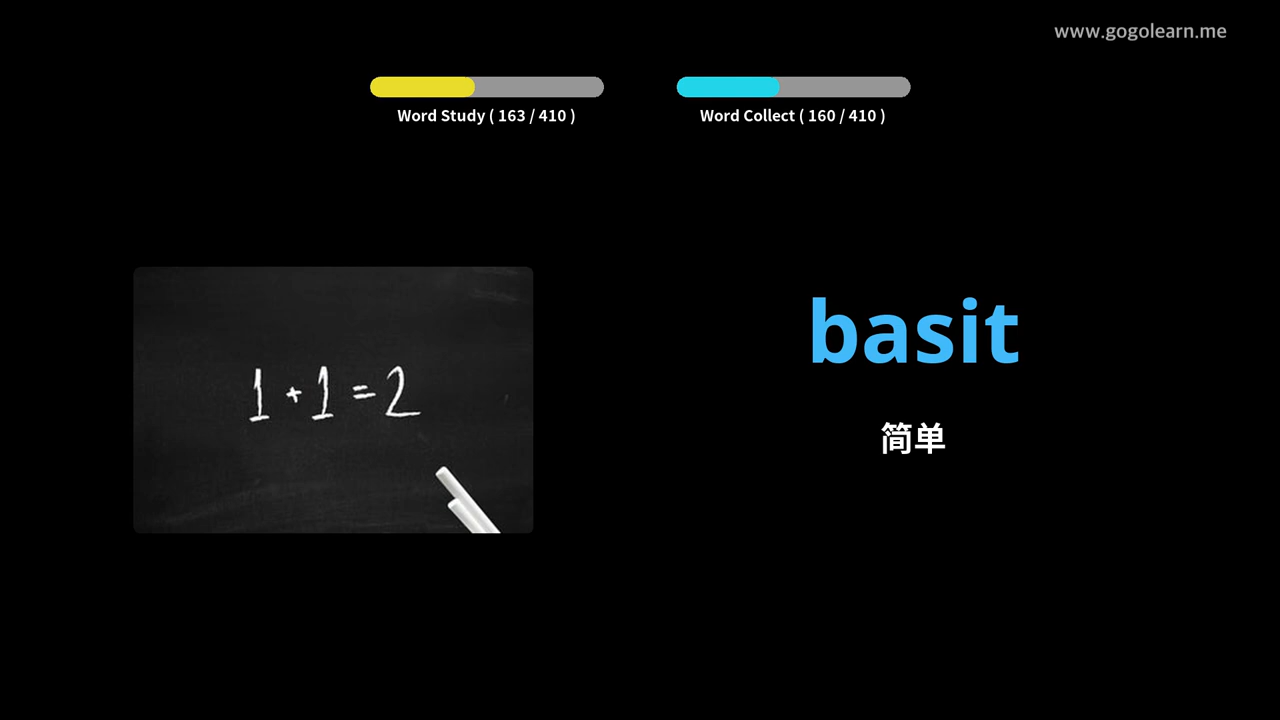 www.gogolearn.me
Word Study ( 163 / 410 )
Word Collect ( 160 / 410 )
1 + 1 = 2
basit
简单